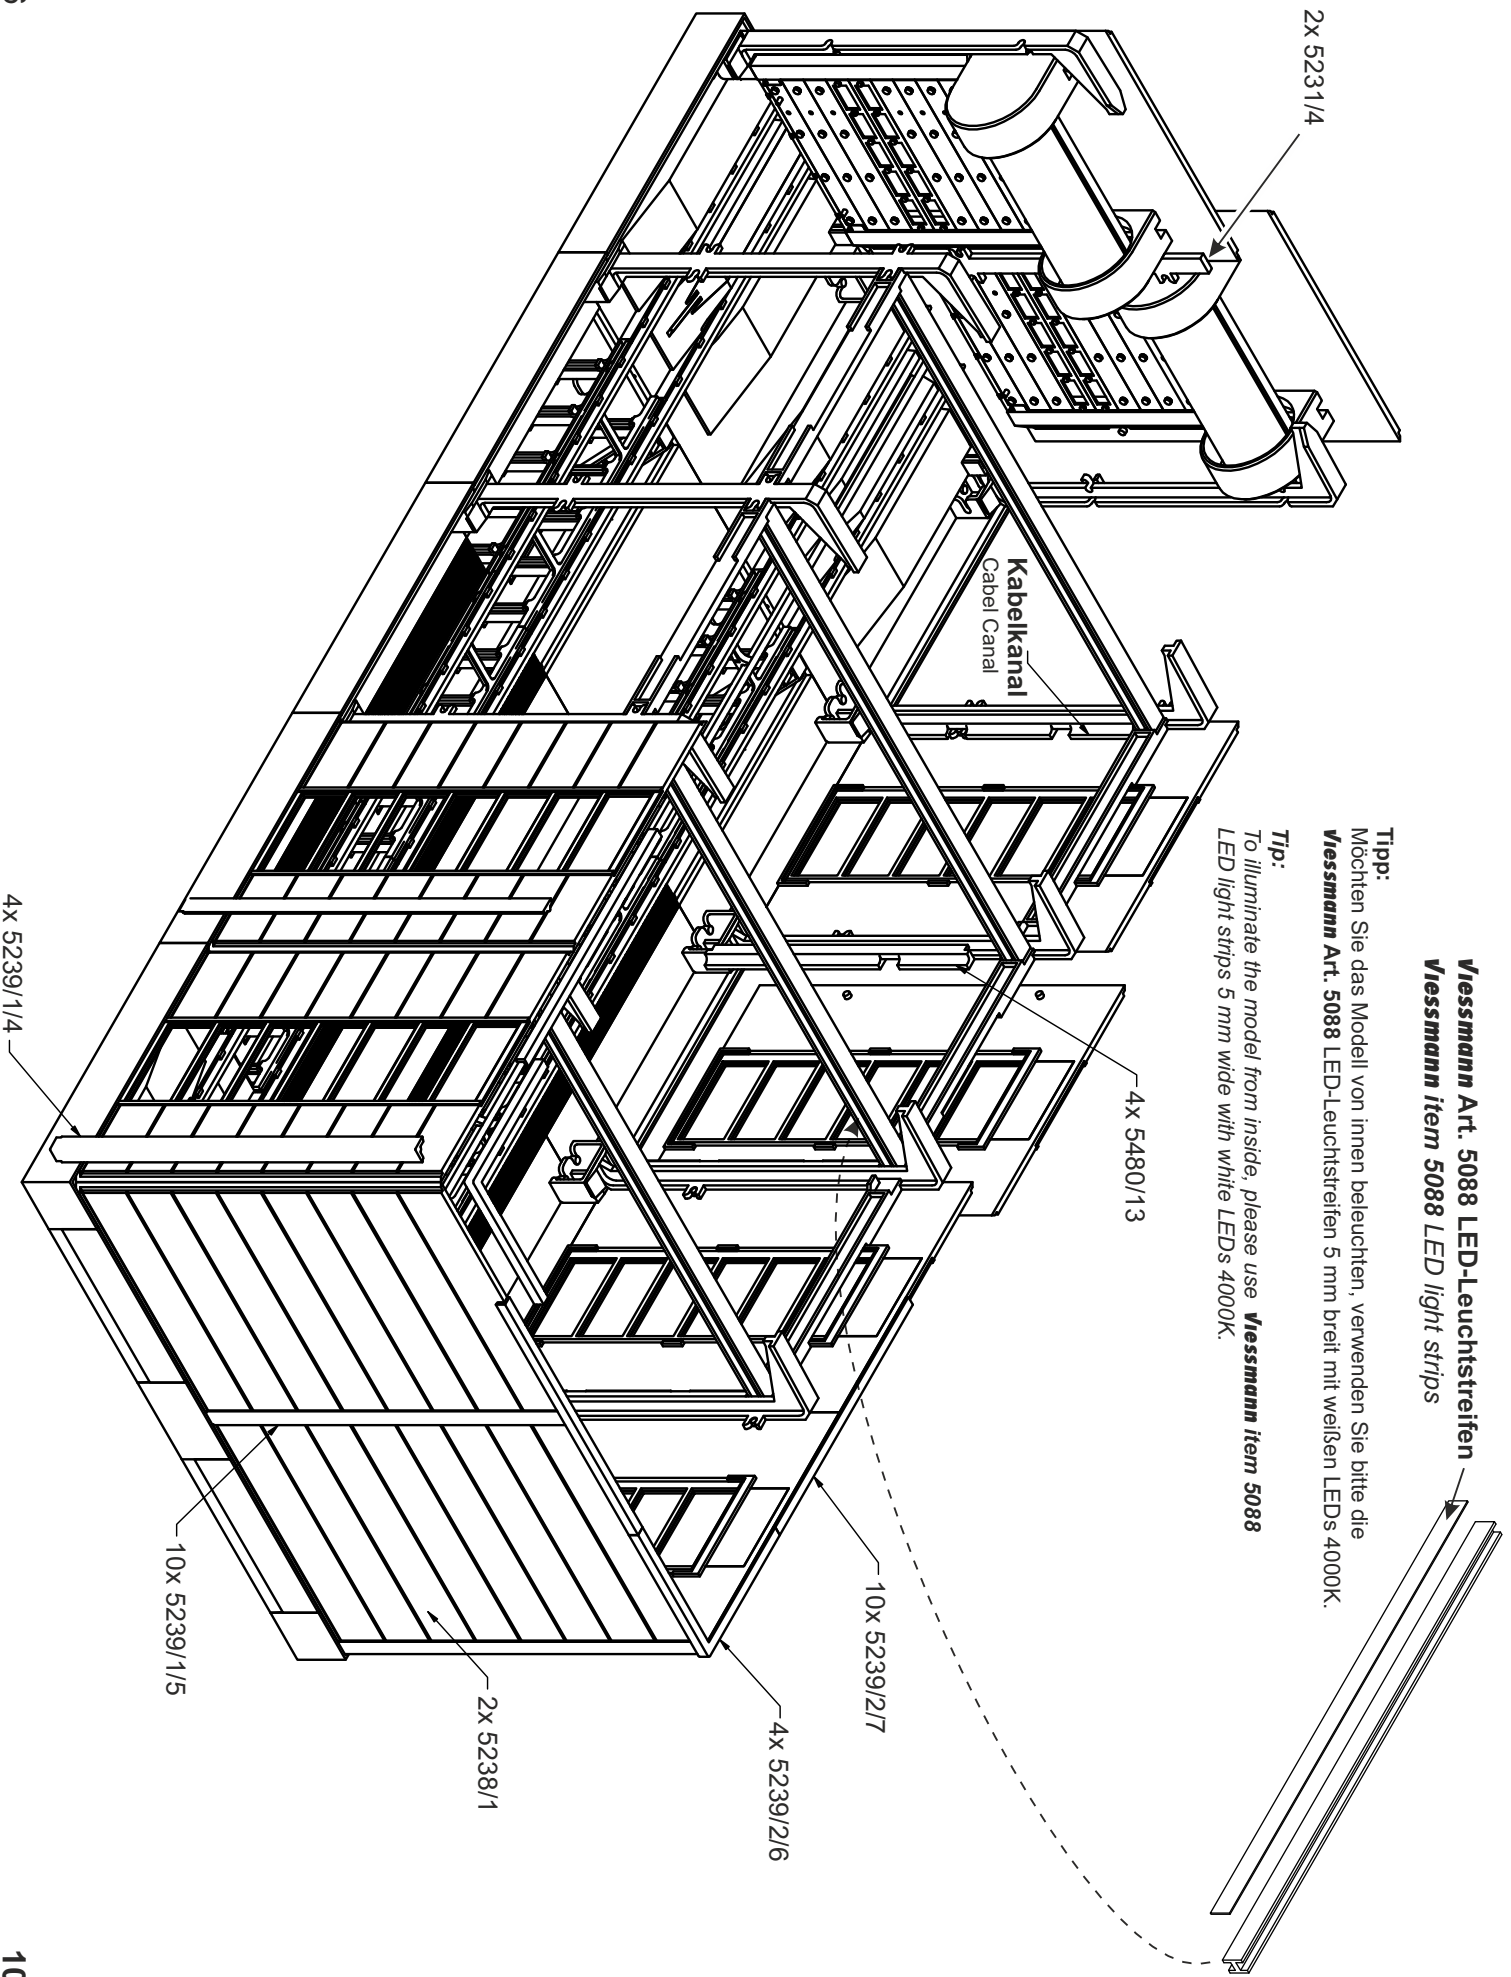 Viessmann Art. 5088 LED-Leuchtstreifen
Viessmann item 5088 LED light strips
Tipp:
Möchten Sie das Modell von innen beleuchten, verwenden Sie bitte die
Viessmann Art. 5088 LED-Leuchtstreifen 5 mm breit mit weißen LEDs 4000K.
Tip:
To illuminate the model from inside, please use Viessmann item 5088
LED light strips 5 mm wide with white LEDs 4000K.
2x 5231/4
Kabelkanal
Cabel Canal
4x 5480/13
10x 5239/2/7
4x 5239/2/6
2x 5238/1
10x 5239/1/5
4x 5239/1/4